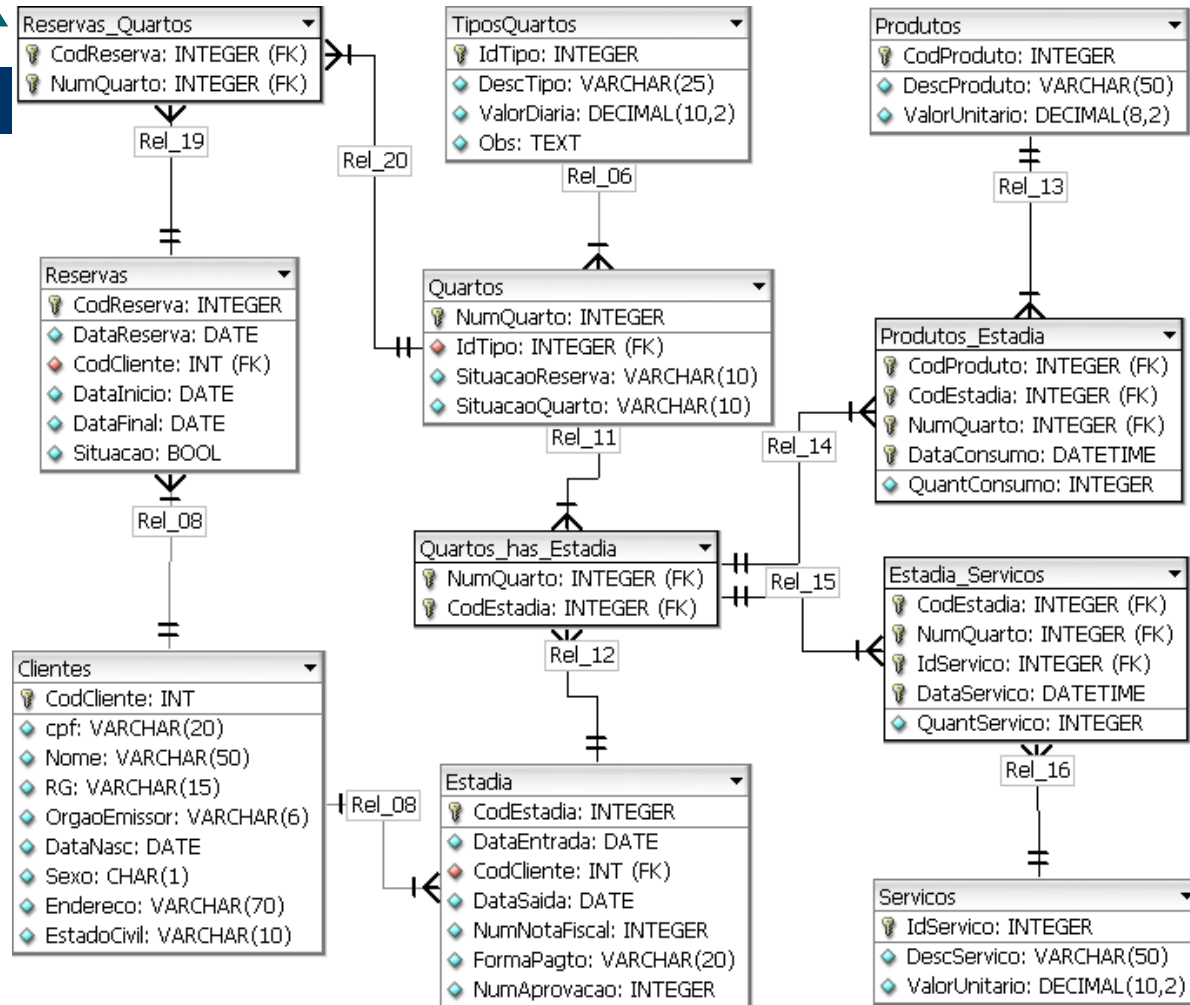 Reservas_Quartos
CodReserva: INTEGER (FK)
NumQuarto: INTEGER (FK)
TiposQuartos
IdTipo: INTEGER
DescTipo: VARCHAR(25)
ValorDiaria: DECIMAL(10,2)
Obs: TEXT
Produtos
CodProduto: INTEGER
DescProduto: VARCHAR(50)
ValorUnitario: DECIMAL(8,2)
Rel_19
Rel_20
Rel_06
Rel_13
Reservas
CodReserva: INTEGER
DataReserva: DATE
CodCliente: INT (FK)
DataInicio: DATE
DataFinal: DATE
Situacao: BOOL
Quartos
NumQuarto: INTEGER
IdTipo: INTEGER (FK)
SituacaoReserva: VARCHAR(10)
SituacaoQuarto: VARCHAR(10)
Produtos_Estadia
CodProduto: INTEGER (FK)
CodEstadia: INTEGER (FK)
NumQuarto: INTEGER (FK)
DataConsumo: DATETIME
QuantConsumo: INTEGER
Rel_11
Rel_14
Rel_08
Quartos_has_Estadia
NumQuarto: INTEGER (FK)
CodEstadia: INTEGER (FK)
Rel_15
Estadia_Servicos
CodEstadia: INTEGER (FK)
NumQuarto: INTEGER (FK)
IdServico: INTEGER (FK)
DataServico: DATETIME
QuantServico: INTEGER
Rel_12
Rel_16
Clientes
CodCliente: INT
cpf: VARCHAR(20)
Nome: VARCHAR(50)
RG: VARCHAR(15)
OrgaoEmissor: VARCHAR(6)
DataNasc: DATE
Sexo: CHAR(1)
Endereco: VARCHAR(70)
EstadoCivil: VARCHAR(10)
Rel_08
Estadia
CodEstadia: INTEGER
DataEntrada: DATE
CodCliente: INT (FK)
DataSaida: DATE
NumNotaFiscal: INTEGER
FormaPagto: VARCHAR(20)
NumAprovacao: INTEGER
Servicos
IdServico: INTEGER
DescServico: VARCHAR(50)
ValorUnitario: DECIMAL(10,2)